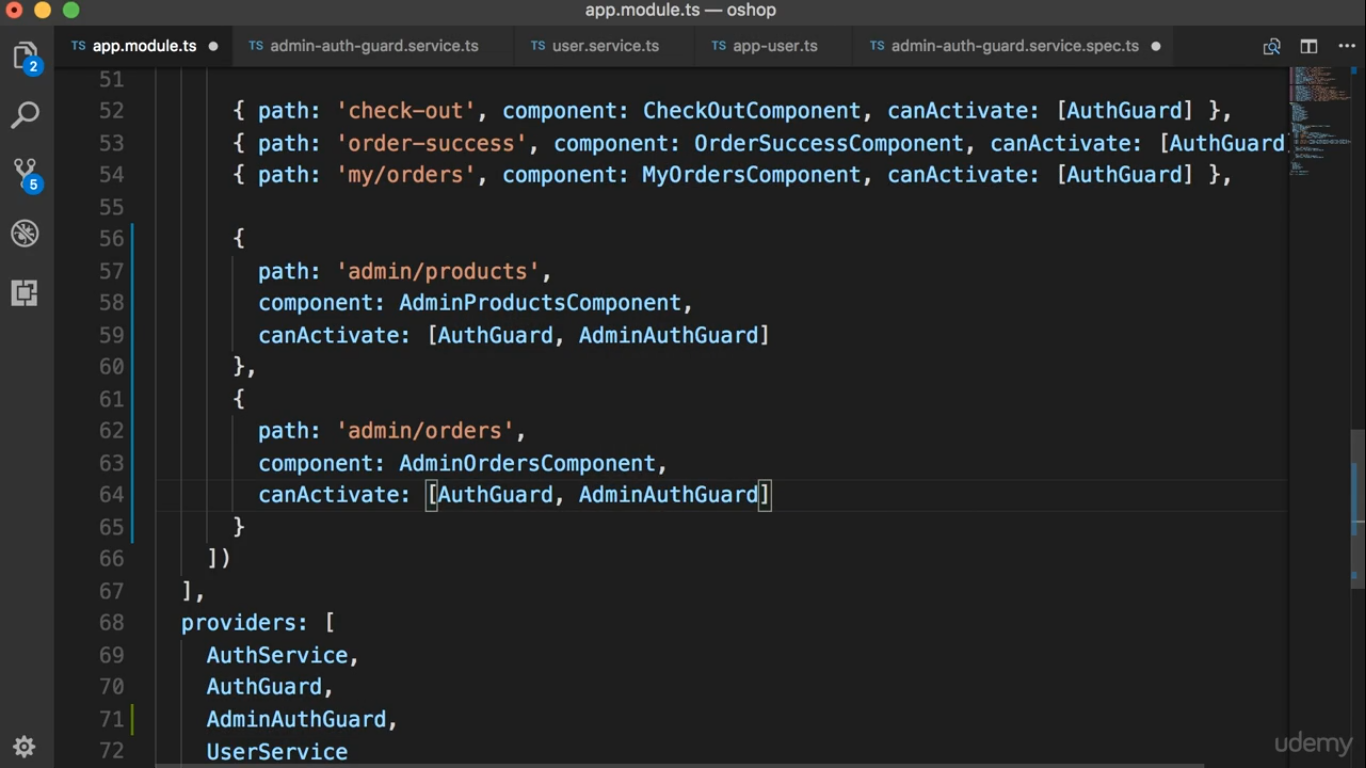 app.module.ts — oshop
TS app.module.ts TS admin-auth-guard.service.ts TS user.service.ts TS app-user.ts TS admin-auth-guard.service.spec.ts
2
5
51
52 { path: 'check-out', component: CheckOutComponent, canActivate: [AuthGuard] },
53 { path: 'order-success', component: OrderSuccessComponent, canActivate: [AuthGuard
54 { path: 'my/orders', component: MyOrdersComponent, canActivate: [AuthGuard] },
55
56 {
57 path: 'admin/products',
58 component: AdminProductsComponent,
59 canActivate: [AuthGuard, AdminAuthGuard]
60 },
61 {
62 path: 'admin/orders',
63 component: AdminOrdersComponent,
64 canActivate: [AuthGuard, AdminAuthGuard]
65 }
66 ])
67 ],
68 providers: [
69 AuthService,
70 AuthGuard,
71 AdminAuthGuard,
72 UserService
udemy